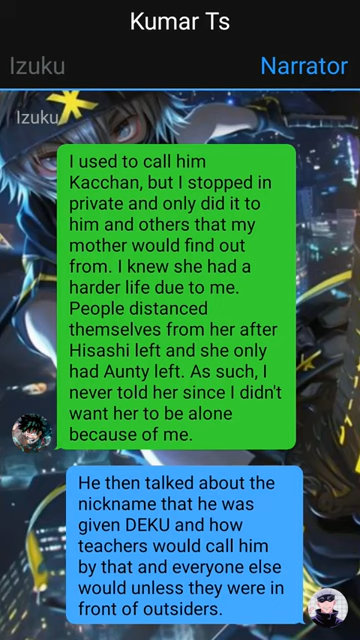 Kumar Ts
Izuku
Narrator
Izuku
I used to call him
Kacchan, but I stopped in
private and only did it to
him and others that my
mother would find out
from. I knew she had a
harder life due to me.
People distanced
themselves from her after
Hisashi left and she only
had Aunty left. As such, I
never told her since I didn't
want her to be alone
because of me.
He then talked about the
nickname that he was
given DEKU and how
teachers would call him
by that and everyone else
would unless they were in
front of outsiders.